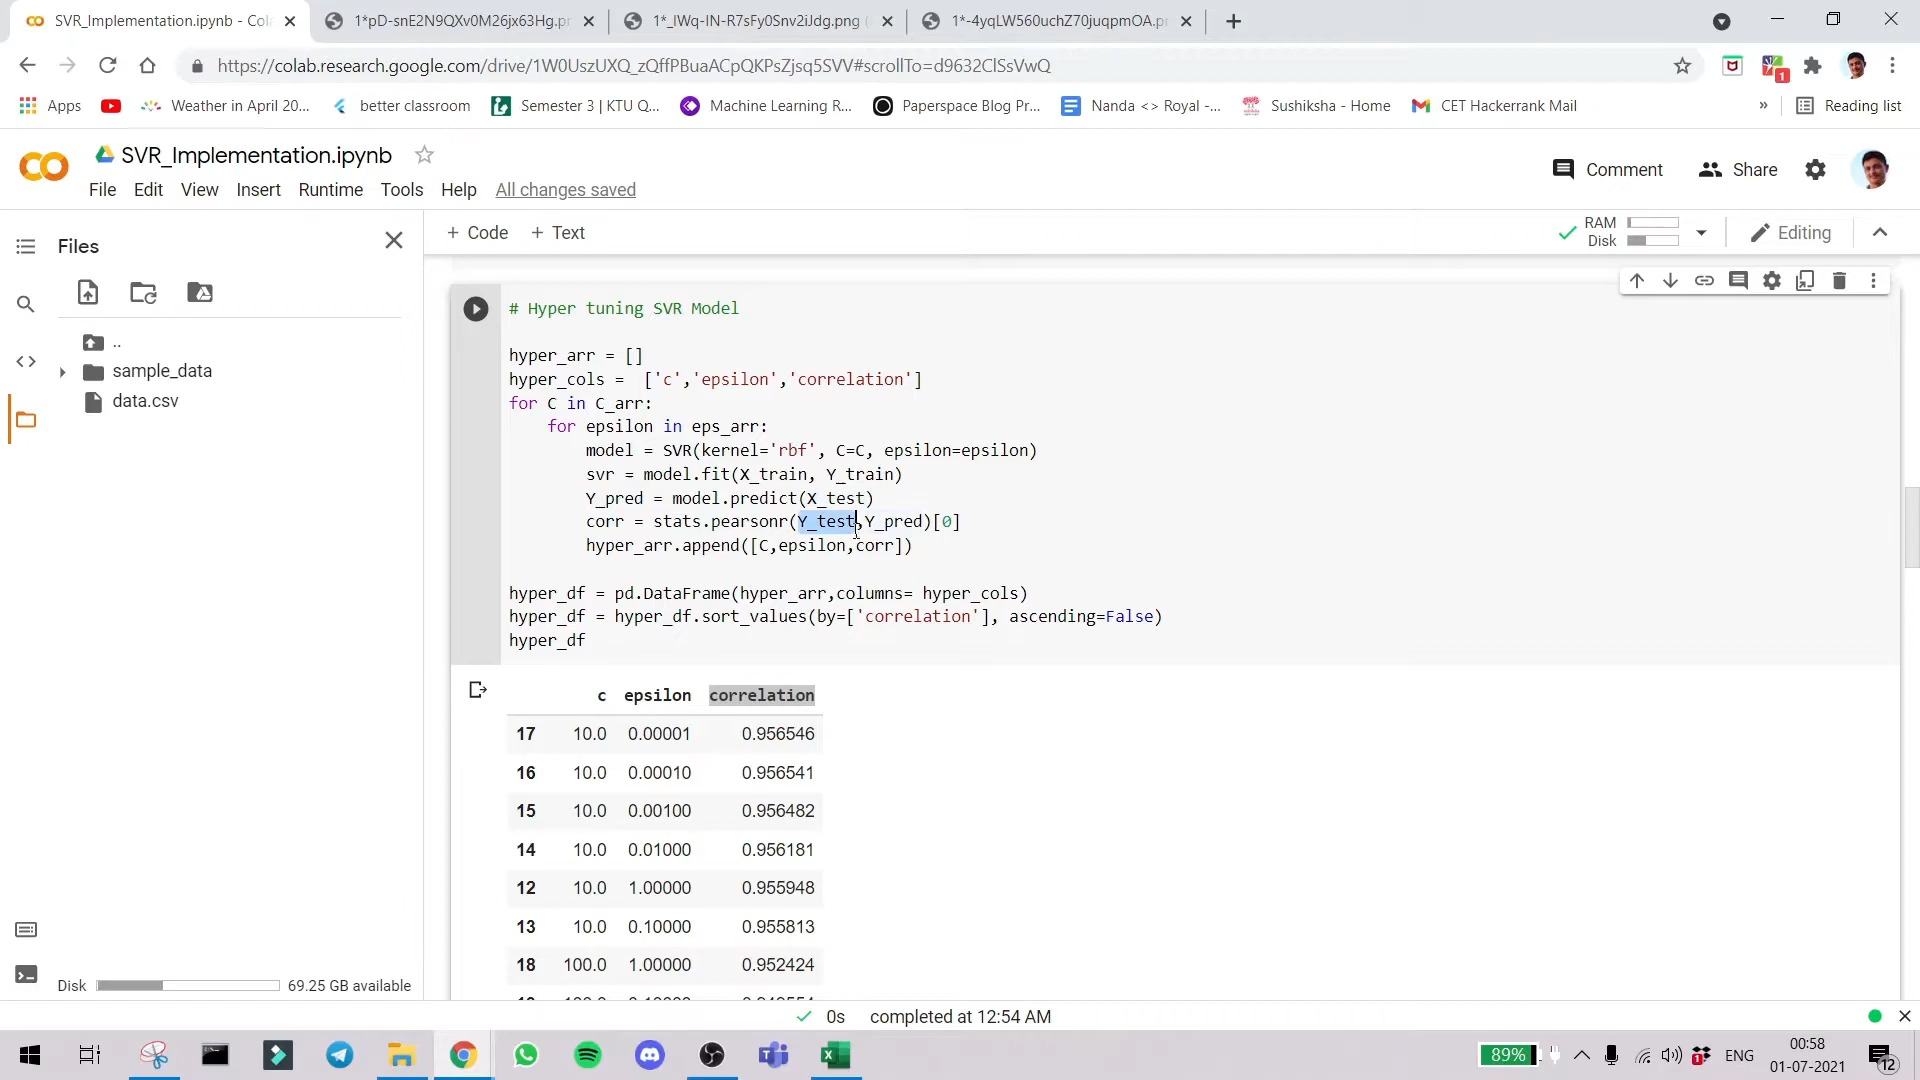 SVR_Implementation.ipynb - Col
1*pD-snE2N9QXv0M26jx63Hg.pn
1*_lWq-IN-R7sFy0Snv2iJdg.png (
1*-4yqLW560uchZ70juqpmOA.pn
https://colab.research.google.com/drive/1W0UszUXQ_zQffPBuaACpQKPsZjsq5SVV#scrollTo=d9632ClSsVwQ
1
Apps
Weather in April 20...
better classroom
Semester 3 | KTU Q...
Machine Learning R...
Paperspace Blog Pr...
Nanda <> Royal -...
Sushiksha - Home
CET Hackerrank Mail
»
Reading list
SVR_Implementation.ipynb
Comment
Share
File Edit View Insert Runtime Tools Help All changes saved
Files
+ Code + Text
RAM
Disk
Editing
..
sample_data
data.csv
# Hyper tuning SVR Model
hyper_arr = []
hyper_cols =  ['c','epsilon','correlation']
for C in C_arr:
for epsilon in eps_arr:
model = SVR(kernel='rbf', C=C, epsilon=epsilon)
svr = model.fit(X_train, Y_train)
Y_pred = model.predict(X_test)
corr = stats.pearsonr(Y_test,Y_pred)[0]
hyper_arr.append([C,epsilon,corr])
hyper_df = pd.DataFrame(hyper_arr,columns= hyper_cols)
hyper_df = hyper_df.sort_values(by=['correlation'], ascending=False)
hyper_df
c epsilon correlation
17 10.0 0.00001 0.956546
16 10.0 0.00010 0.956541
15 10.0 0.00100 0.956482
14 10.0 0.01000 0.956181
12 10.0 1.00000 0.955948
13 10.0 0.10000 0.955813
18 100.0 1.00000 0.952424
Disk 69.25 GB available
0s completed at 12:54 AM
89%
ENG
00:58
01-07-2021
12